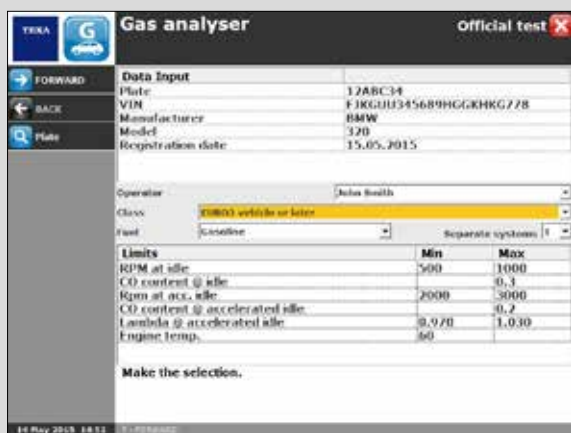 TEXA
G
Gas analyser
Official test
FORWARD
BACK
Plate
Data Input
Plate 12ABC34
VIN
Manufacturer BMW
Model 320
Registration date 15.05.2015
Operator John Smith
Class EURO3 vehicle or later
Fuel Gasoline Separate systems 1
Limits Min Max
RPM at idle 500 1000
CO content @ idle 0.3
Rpm at acc. idle 2000 3000
CO content @ accelerated idle 0.2
Lambda @ accelerated idle 0.970 1.030
Engine temp. 60
Make the selection.
14 May 2015